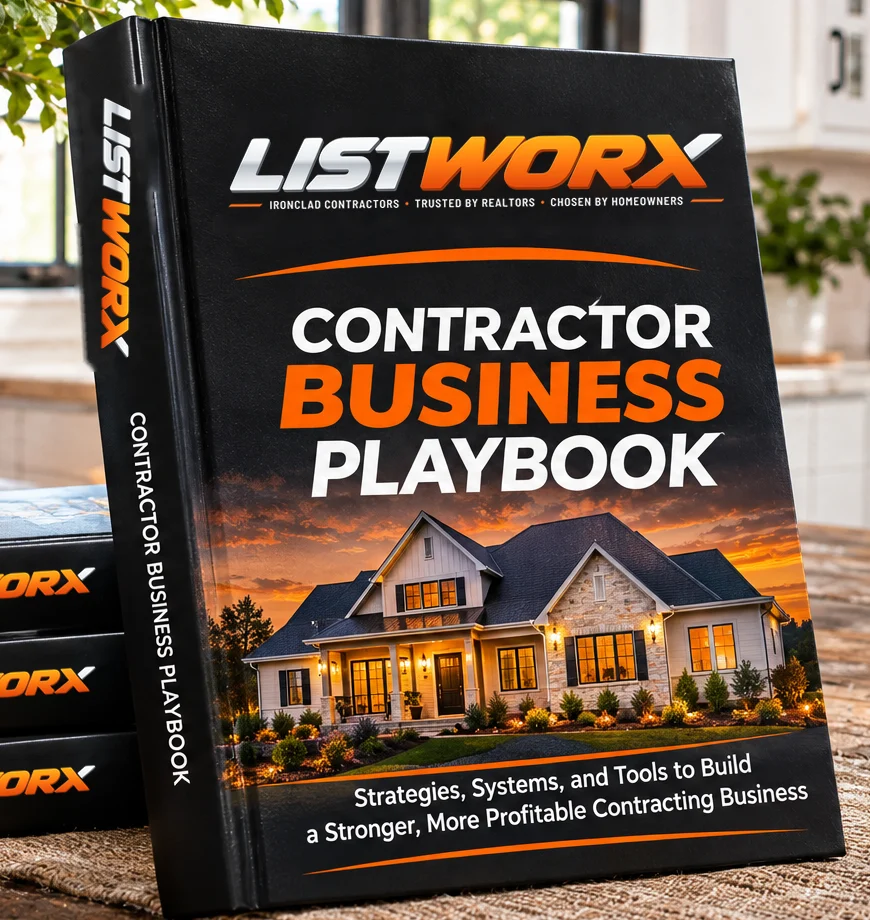 LISTWORX
IRONCLAD CONTRACTORS • TRUSTED BY REALTORS • CHOSEN BY HOMEOWNERS
CONTRACTOR
BUSINESS
PLAYBOOK
Strategies, Systems, and Tools to Build
a Stronger, More Profitable Contracting Business
LISTWORX
CONTRACTOR BUSINESS PLAYBOOK
ORX
ORX
ORX